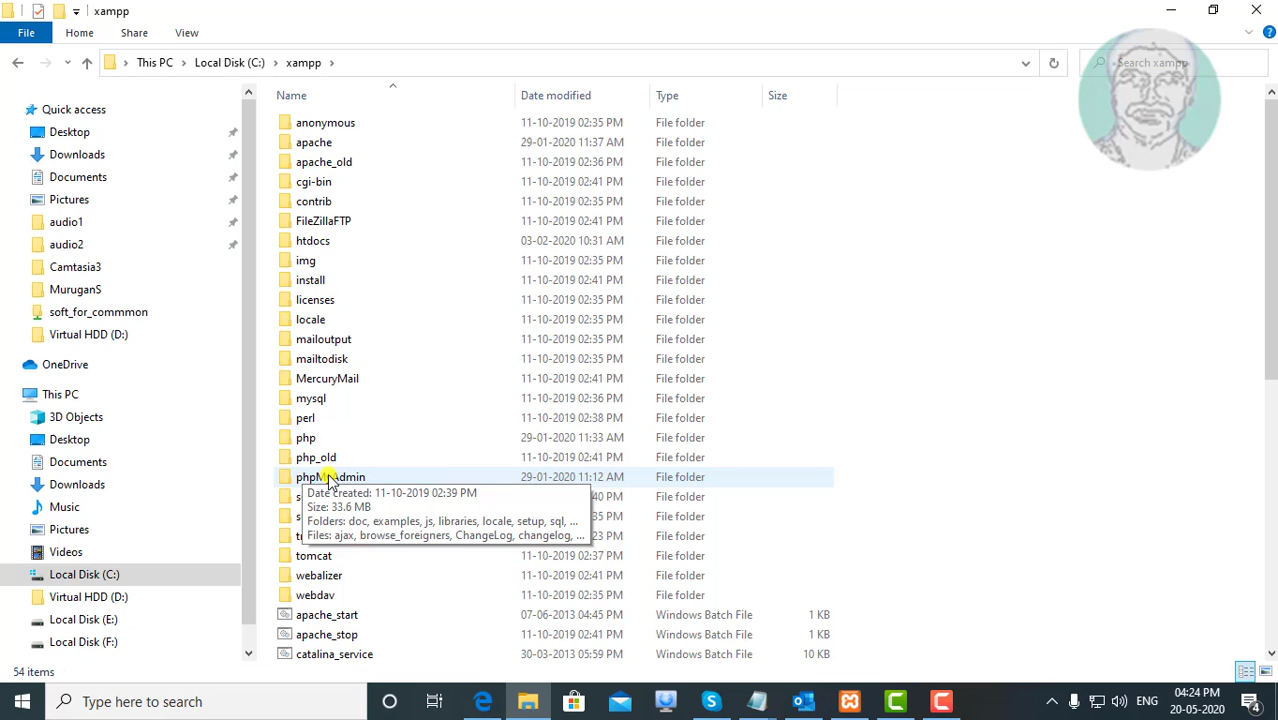 xampp
File Home Share View
This PC Local Disk (C:) xampp Search xampp
Name Date modified Type Size
Quick access
Desktop
Downloads
Documents
Pictures
audio1
audio2
Camtasia3
MuruganS
soft_for_commmon
Virtual HDD (D:)
OneDrive
This PC
3D Objects
Desktop
Documents
Downloads
Music
Pictures
Videos
Local Disk (C:)
Virtual HDD (D:)
Local Disk (E:)
Local Disk (F:)
anonymous 11-10-2019 02:35 PM File folder
apache 29-01-2020 11:37 AM File folder
apache_old 11-10-2019 02:36 PM File folder
cgi-bin 11-10-2019 02:41 PM File folder
contrib 11-10-2019 02:35 PM File folder
FileZillaFTP 11-10-2019 02:41 PM File folder
htdocs 03-02-2020 10:31 AM File folder
img 11-10-2019 02:35 PM File folder
install 11-10-2019 02:41 PM File folder
licenses 11-10-2019 02:35 PM File folder
locale 11-10-2019 02:35 PM File folder
mailoutput 11-10-2019 02:35 PM File folder
mailtodisk 11-10-2019 02:35 PM File folder
MercuryMail 11-10-2019 02:41 PM File folder
mysql 11-10-2019 02:36 PM File folder
perl 11-10-2019 02:38 PM File folder
php 29-01-2020 11:33 AM File folder
php_old 11-10-2019 02:41 PM File folder
phpMyAdmin 29-01-2020 11:12 AM File folder
Date created: 11-10-2019 02:39 PM
Size: 33.6 MB
Folders: doc, examples, js, libraries, locale, setup, sql, ...
Files: ajax, browse_foreigners, ChangeLog, changelog, ...
:40 PM File folder
PM File folder
:23 PM File folder
tomcat 11-10-2019 02:37 PM File folder
webalizer 11-10-2019 02:41 PM File folder
webdav 11-10-2019 02:35 PM File folder
apache_start 07-06-2013 04:45 PM Windows Batch File 1 KB
apache_stop 11-10-2019 02:41 PM Windows Batch File 1 KB
catalina_service 30-03-2013 05:59 PM Windows Batch File 10 KB
54 items
Type here to search
ENG
04:24 PM
20-05-2020
4